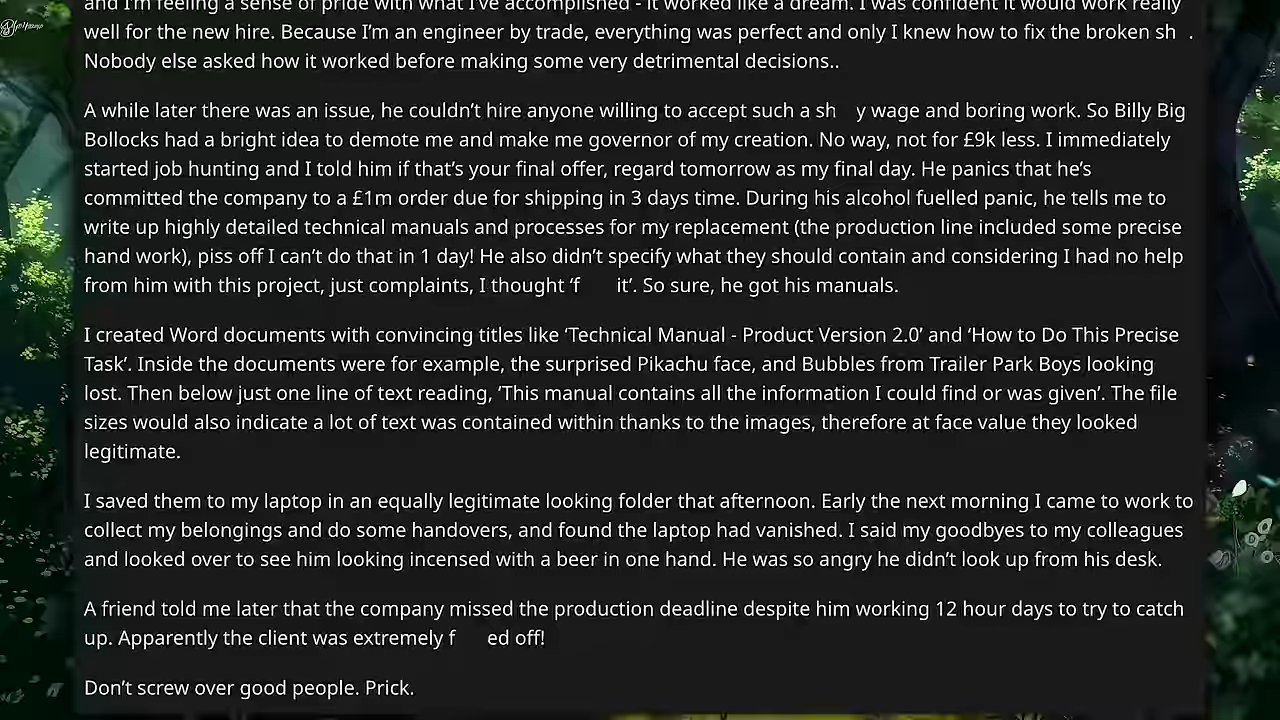 and I'm feeling a sense of pride with what I've accomplished - it worked like a dream. I was confident it would work really
well for the new hire. Because I'm an engineer by trade, everything was perfect and only I knew how to fix the broken sh .
Nobody else asked how it worked before making some very detrimental decisions..
A while later there was an issue, he couldn't hire anyone willing to accept such a sh y wage and boring work. So Billy Big
Bollocks had a bright idea to demote me and make me governor of my creation. No way, not for £9k less. I immediately
started job hunting and I told him if that's your final offer, regard tomorrow as my final day. He panics that he's
committed the company to a £1m order due for shipping in 3 days time. During his alcohol fuelled panic, he tells me to
write up highly detailed technical manuals and processes for my replacement (the production line included some precise
hand work), piss off I can't do that in 1 day! He also didn't specify what they should contain and considering I had no help
from him with this project, just complaints, I thought 'f it'. So sure, he got his manuals.
I created Word documents with convincing titles like 'Technical Manual - Product Version 2.0' and 'How to Do This Precise
Task'. Inside the documents were for example, the surprised Pikachu face, and Bubbles from Trailer Park Boys looking
lost. Then below just one line of text reading, 'This manual contains all the information I could find or was given'. The file
sizes would also indicate a lot of text was contained within thanks to the images, therefore at face value they looked
legitimate.
I saved them to my laptop in an equally legitimate looking folder that afternoon. Early the next morning I came to work to
collect my belongings and do some handovers, and found the laptop had vanished. I said my goodbyes to my colleagues
and looked over to see him looking incensed with a beer in one hand. He was so angry he didn't look up from his desk.
A friend told me later that the company missed the production deadline despite him working 12 hour days to try to catch
up. Apparently the client was extremely f ed off!
Don't screw over good people. Prick.